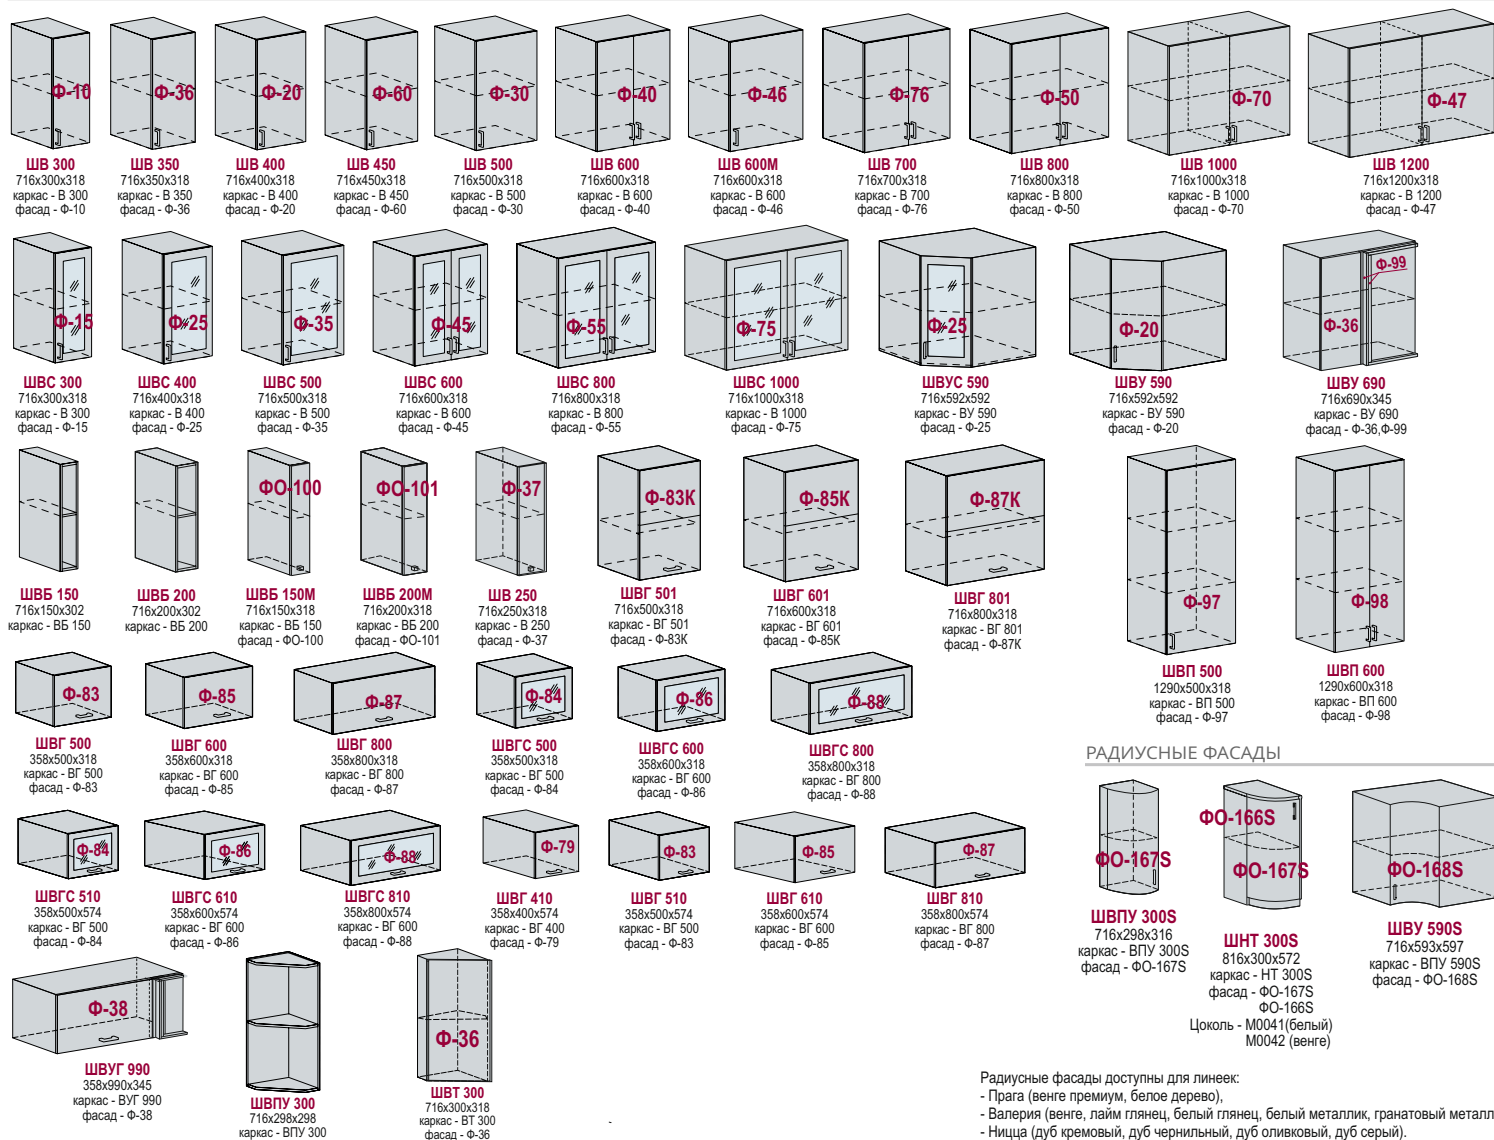 Ф-10
Ф-36
Ф-20
Ф-60
Ф-30
Ф-40
Ф-46
Ф-76
Ф-50
Ф-70
Ф-47
ШВ 300
716х300х318
каркас - В 300
фасад - Ф-10
ШВ 350
716х350х318
каркас - В 350
фасад - Ф-36
ШВ 400
716х400х318
каркас - В 400
фасад - Ф-20
ШВ 450
716х450х318
каркас - В 450
фасад - Ф-60
ШВ 500
716х500х318
каркас - В 500
фасад - Ф-30
ШВ 600
716х600х318
каркас - В 600
фасад - Ф-40
ШВ 600М
716х600х318
каркас - В 600
фасад - Ф-46
ШВ 700
716х700х318
каркас - В 700
фасад - Ф-76
ШВ 800
716х800х318
каркас - В 800
фасад - Ф-50
ШВ 1000
716х1000х318
каркас - В 1000
фасад - Ф-70
ШВ 1200
716х1200х318
каркас - В 1200
фасад - Ф-47
Ф-15
Ф-25
Ф-35
Ф-45
Ф-55
Ф-75
Ф-25
Ф-20
Ф-36
Ф-99
ШВС 300
716х300х318
каркас - В 300
фасад - Ф-15
ШВС 400
716х400х318
каркас - В 400
фасад - Ф-25
ШВС 500
716х500х318
каркас - В 500
фасад - Ф-35
ШВС 600
716х600х318
каркас - В 600
фасад - Ф-45
ШВС 800
716х800х318
каркас - В 800
фасад - Ф-55
ШВС 1000
716х1000х318
каркас - В 1000
фасад - Ф-75
ШВУС 590
716х592х592
каркас - ВУ 590
фасад - Ф-25
ШВУ 590
716х592х592
каркас - ВУ 590
фасад - Ф-20
ШВУ 690
716х690х345
каркас - ВУ 690
фасад - Ф-36,Ф-99
ФО-100
ФО-101
Ф-37
Ф-83К
Ф-85К
Ф-87К
Ф-97
Ф-98
ШВБ 150
716х150х302
каркас - ВБ 150
ШВБ 200
716х200х302
каркас - ВБ 200
ШВБ 150М
716х150х318
каркас - ВБ 150
фасад - ФО-100
ШВБ 200М
716х200х318
каркас - ВБ 200
фасад - ФО-101
ШВ 250
716х250х318
каркас - В 250
фасад - Ф-37
ШВГ 501
716х500х318
каркас - ВГ 501
фасад - Ф-83К
ШВГ 601
716х600х318
каркас - ВГ 601
фасад - Ф-85К
ШВГ 801
716х800х318
каркас - ВГ 801
фасад - Ф-87К
ШВП 500
1290х500х318
каркас - ВП 500
фасад - Ф-97
ШВП 600
1290х600х318
каркас - ВП 600
фасад - Ф-98
Ф-83
Ф-85
Ф-87
Ф-84
Ф-86
Ф-88
ШВГ 500
358х500х318
каркас - ВГ 500
фасад - Ф-83
ШВГ 600
358х600х318
каркас - ВГ 600
фасад - Ф-85
ШВГ 800
358х800х318
каркас - ВГ 800
фасад - Ф-87
ШВГС 500
358х500х318
каркас - ВГ 500
фасад - Ф-84
ШВГС 600
358х600х318
каркас - ВГ 600
фасад - Ф-86
ШВГС 800
358х800х318
каркас - ВГ 800
фасад - Ф-88
РАДИУСНЫЕ ФАСАДЫ
Ф-84
Ф-86
Ф-88
Ф-79
Ф-83
Ф-85
Ф-87
ФО-167S
ФО-166S
ФО-167S
ФО-168S
ШВГС 510
358х500х574
каркас - ВГ 500
фасад - Ф-84
ШВГС 610
358х600х574
каркас - ВГ 600
фасад - Ф-86
ШВГС 810
358х800х574
каркас - ВГ 600
фасад - Ф-88
ШВГ 410
358х400х574
каркас - ВГ 400
фасад - Ф-79
ШВГ 510
358х500х574
каркас - ВГ 500
фасад - Ф-83
ШВГ 610
358х600х574
каркас - ВГ 600
фасад - Ф-85
ШВГ 810
358х800х574
каркас - ВГ 800
фасад - Ф-87
ШВПУ 300S
716х298х316
каркас - ВПУ 300S
фасад - ФО-167S
ШНТ 300S
816х300х572
каркас - НТ 300S
фасад - ФО-167S
ФО-166S
Цоколь - М0041(белый)
М0042 (венге)
ШВУ 590S
716х593х597
каркас - ВПУ 590S
фасад - ФО-168S
Ф-38
Ф-36
ШВУГ 990
358х990х345
каркас - ВУГ 990
фасад - Ф-38
ШВПУ 300
716х298х298
каркас - ВПУ 300
ШВТ 300
716х300х318
каркас - ВТ 300
фасад - Ф-36
Радиусные фасады доступны для линеек:
- Прага (венге премиум, белое дерево),
- Валерия (венге, лайм глянец, белый глянец, белый металлик, гранатовый металл
- Ницца (дуб кремовый, дуб чернильный, дуб оливковый, дуб серый).